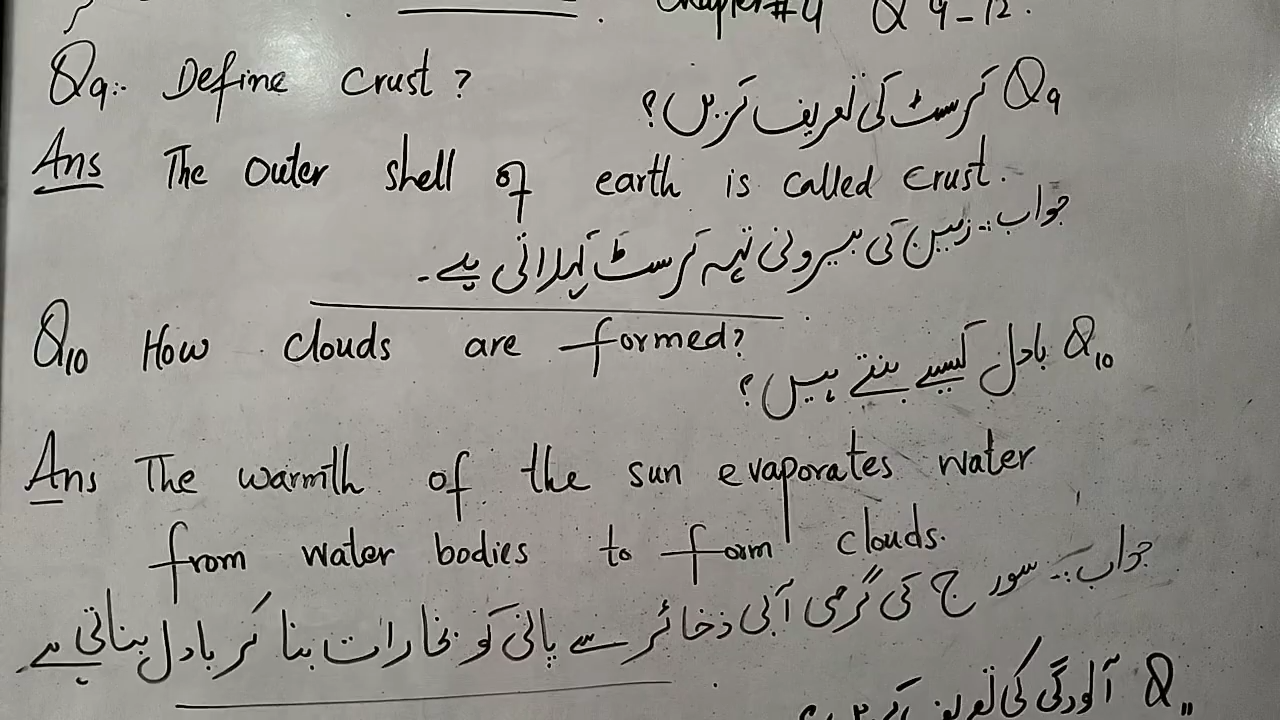 Chapter#4 Q 9-12.
Q9:- Define Crust?
Q9 کرسٹ کی تعریف کریں؟
Ans The outer shell of earth is called crust.
جواب:۔ زمین کی بیرونی تہہ کرسٹ کہلاتی ہے۔
Q10 How clouds are formed?
Q10 بادل کیسے بنتے ہیں؟
Ans The warmth of the sun evaporates water
from water bodies to form clouds.
جواب:۔ سورج کی گرمی آبی ذخائر سے پانی کو بخارات بنا کر بادل بناتی ہے
Q11 آلودگی کی تعریف کریں؟